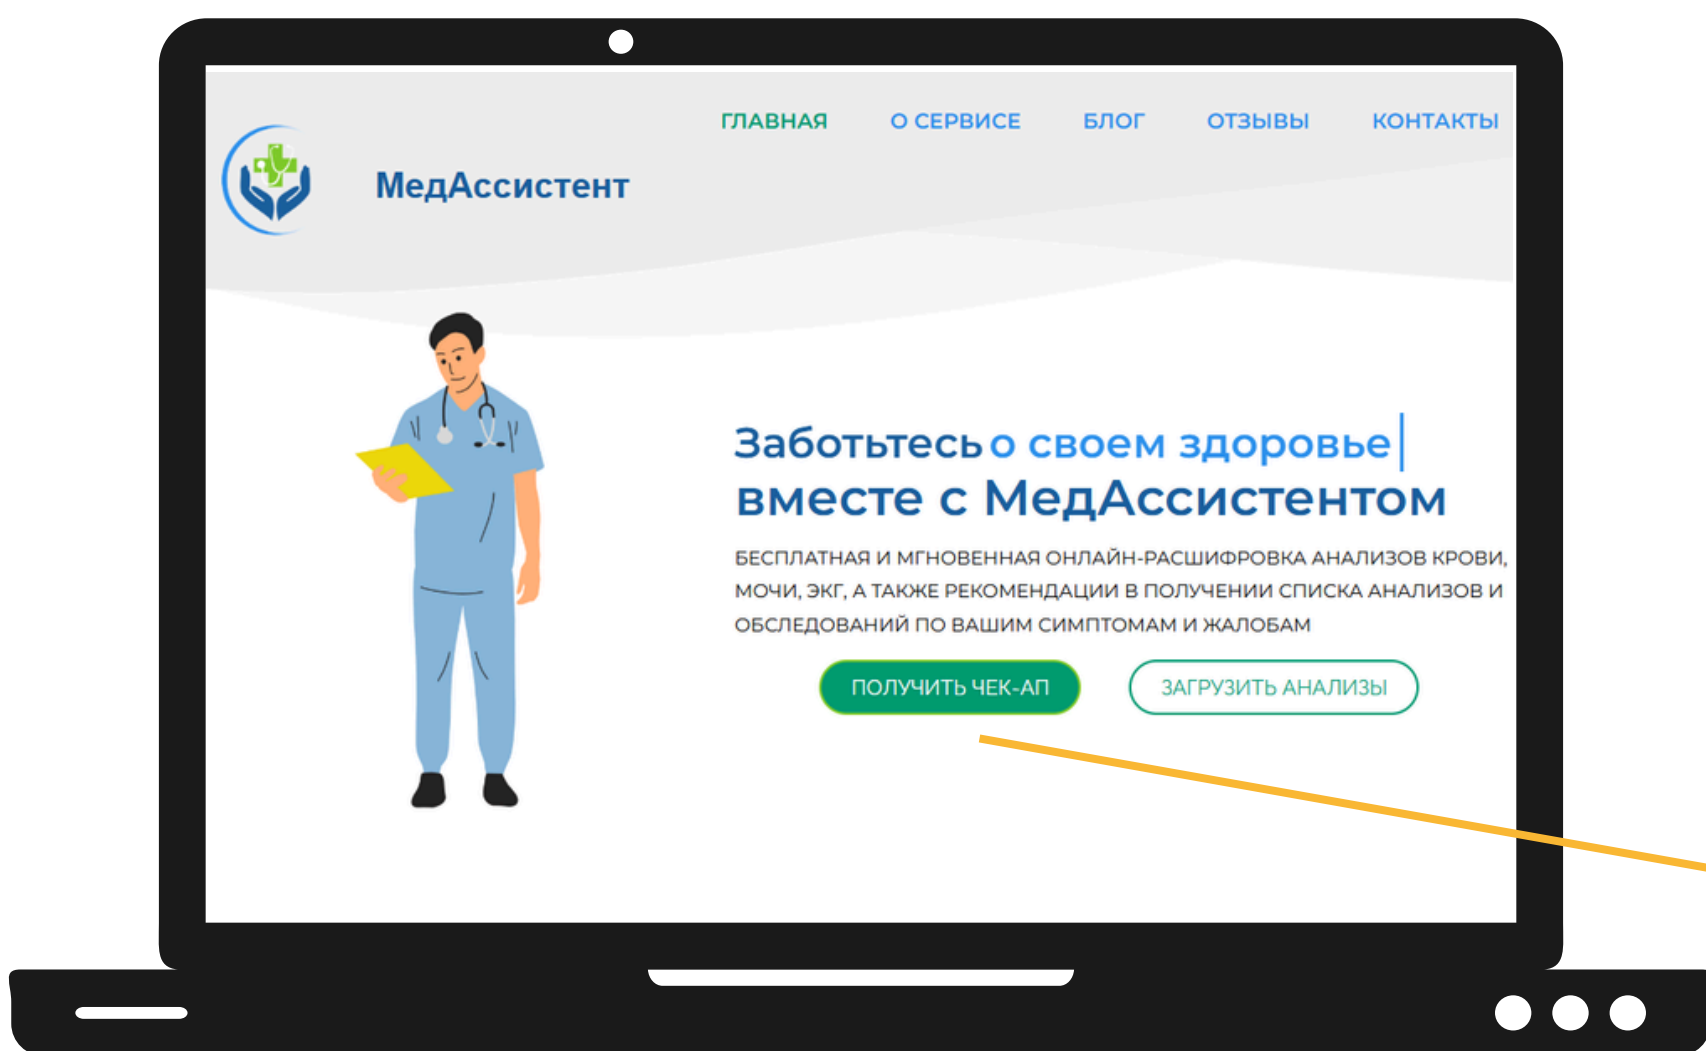 ГЛАВНАЯ О СЕРВИСЕ БЛОГ ОТЗЫВЫ КОНТАКТЫ
МедАссистент
Заботьтесь о своем здоровье|
вместе с МедАссистентом
БЕСПЛАТНАЯ И МГНОВЕННАЯ ОНЛАЙН-РАСШИФРОВКА АНАЛИЗОВ КРОВИ,
МОЧИ, ЭКГ, А ТАКЖЕ РЕКОМЕНДАЦИИ В ПОЛУЧЕНИИ СПИСКА АНАЛИЗОВ И
ОБСЛЕДОВАНИЙ ПО ВАШИМ СИМПТОМАМ И ЖАЛОБАМ
ПОЛУЧИТЬ ЧЕК-АП ЗАГРУЗИТЬ АНАЛИЗЫ